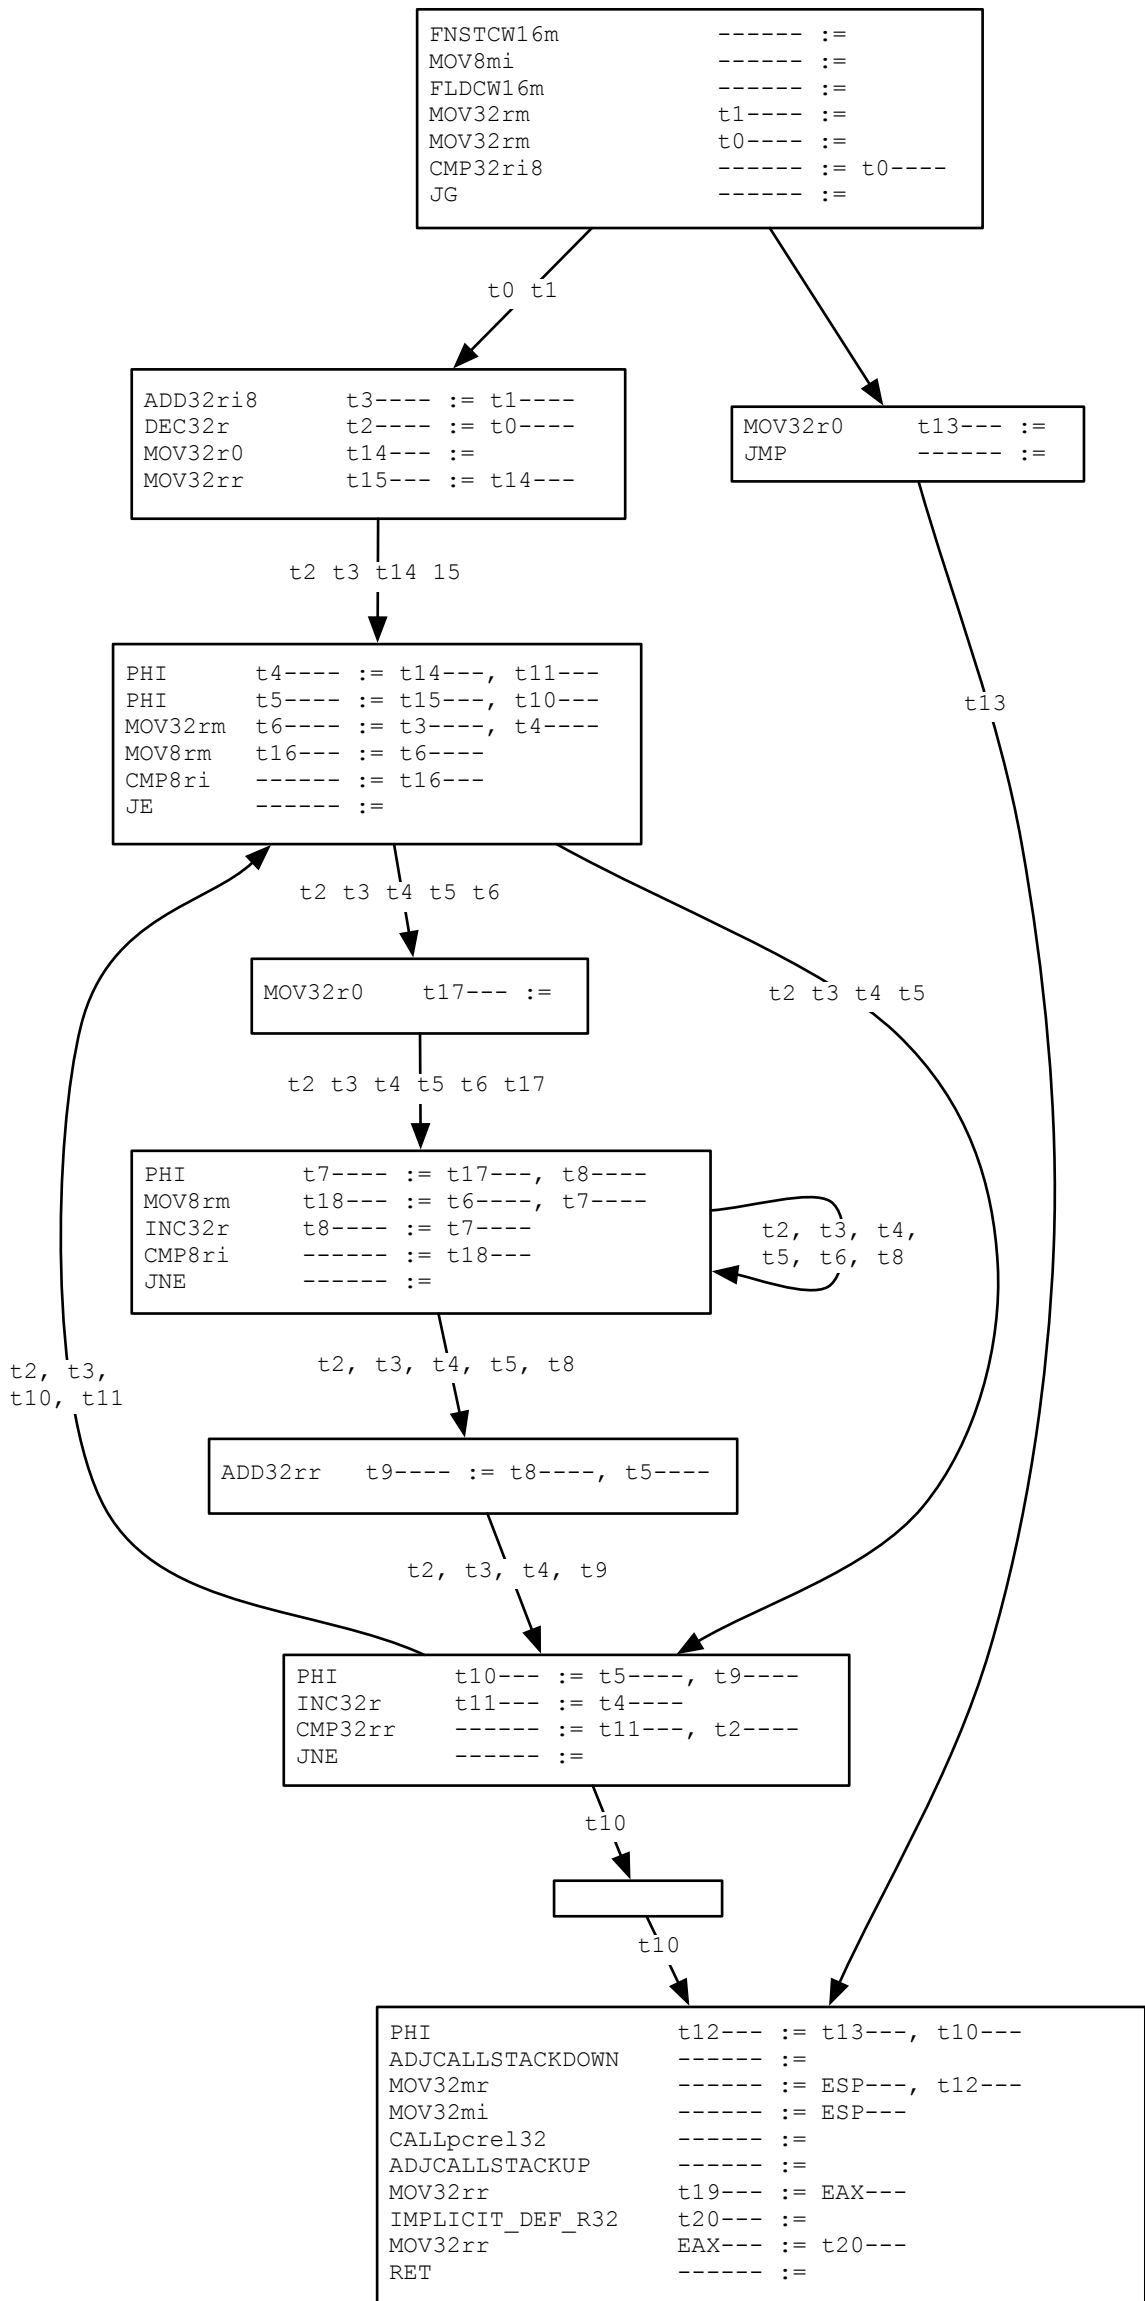 FNSTCW16m ------ :=
MOV8mi ------ :=
FLDCW16m ------ :=
MOV32rm t1---- :=
MOV32rm t0---- :=
CMP32ri8 ------ := t0----
JG ------ :=
t0 t1
ADD32ri8 t3---- := t1----
DEC32r t2---- := t0----
MOV32r0 t14--- :=
MOV32rr t15--- := t14---
MOV32r0 t13--- :=
JMP ------ :=
t2 t3 t14 15
PHI t4---- := t14---, t11---
PHI t5---- := t15---, t10---
MOV32rm t6---- := t3----, t4----
MOV8rm t16--- := t6----
CMP8ri ------ := t16---
JE ------ :=
t13
t2 t3 t4 t5 t6
MOV32r0 t17--- :=
t2 t3 t4 t5
t2 t3 t4 t5 t6 t17
PHI t7---- := t17---, t8----
MOV8rm t18--- := t6----, t7----
INC32r t8---- := t7----
CMP8ri ------ := t18---
JNE ------ :=
t2, t3, t4,
t5, t6, t8
t2, t3, t4, t5, t8
t2, t3,
t10, t11
ADD32rr t9---- := t8----, t5----
t2, t3, t4, t9
PHI t10--- := t5----, t9----
INC32r t11--- := t4----
CMP32rr ------ := t11---, t2----
JNE ------ :=
t10
t10
PHI t12--- := t13---, t10---
ADJCALLSTACKDOWN ------ :=
MOV32mr ------ := ESP---, t12---
MOV32mi ------ := ESP---
CALLpcrel32 ------ :=
ADJCALLSTACKUP ------ :=
MOV32rr t19--- := EAX---
IMPLICIT_DEF_R32 t20--- :=
MOV32rr EAX--- := t20---
RET ------ :=